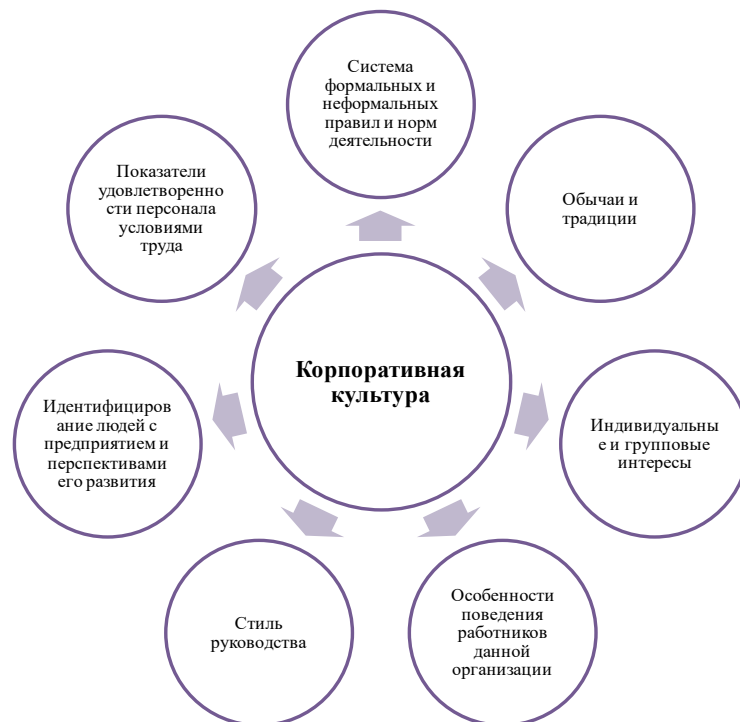 Система
формальных и
неформальных
правил и норм
деятельности
Обычаи и
традиции
Индивидуальны
е и групповые
интересы
Особенности
поведения
работников
данной
организации
Стиль
руководства
Идентифициров
ание людей с
предприятием и
перспективами
его развития
Показатели
удовлетворенно
сти персонала
условиями
труда
Корпоративная
культура